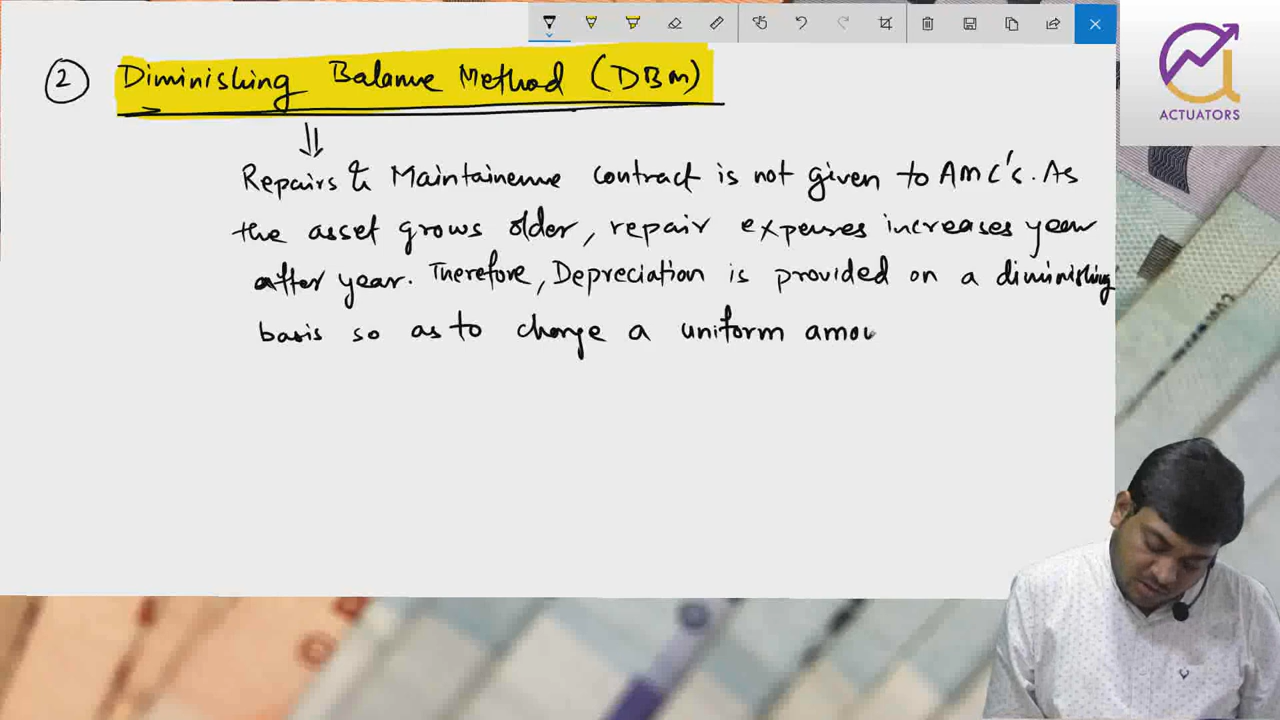 ② Diminishing Balance Method (DBM)
Repairs & Maintainence contract is not given to AMC's. As
the asset grows older, repair expenses increases year
after year. Therefore, Depreciation is provided on a diminishing
basis so as to charge a uniform amou
ACTUATORS